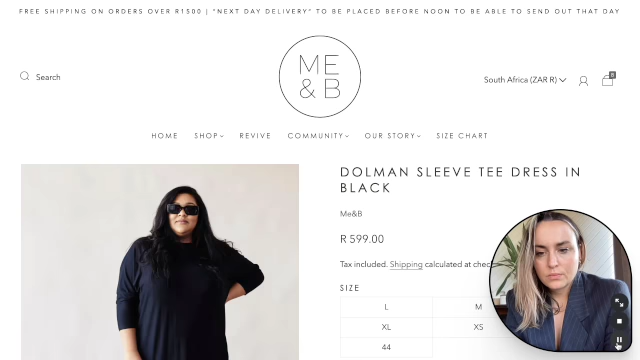 FREE SHIPPING ON ORDERS OVER R1500 | "NEXT DAY DELIVERY" TO BE PLACED BEFORE NOON TO BE ABLE TO SEND OUT THAT DAY
Search
ME
& B
South Africa (ZAR R)
8
HOME SHOP REVIVE COMMUNITY OUR STORY SIZE CHART
DOLMAN SLEEVE TEE DRESS IN
BLACK
Me&B
R 599.00
Tax included. Shipping calculated at
SIZE
L M
XL XS
44